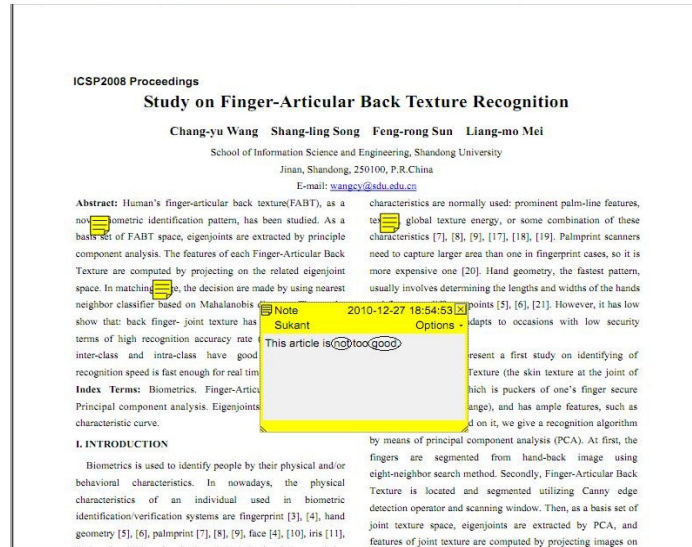 ICSP2008 Proceedings
Study on Finger-Articular Back Texture Recognition
Chang-yu Wang Shang-ling Song Feng-rong Sun Liang-mo Mei
School of Information Science and Engineering, Shandong University
Jinan, Shandong, 250100, P.R.China
E-mail: wangcy@sdu.edu.cn
Abstract: Human's finger-articular back texture(FABT), as a
biometric identification pattern, has been studied. As a
basis set of FABT space, eigenjoints are extracted by principle
component analysis. The features of each Finger-Articular Back
Texture are computed by projecting on the related eigenjoint
space. In matching, the decision are made by using nearest
neighbor classifier based on Mahalanobis
show that: back finger- joint texture has
terms of high recognition accuracy rate
inter-class and intra-class have good
recognition speed is fast enough for real tim
Index Terms: Biometrics. Finger-Artic
Principal component analysis. Eigenjoints
characteristic curve.
I. INTRODUCTION
Biometrics is used to identify people by their physical and/or
behavioral characteristics. In nowadays, the physical
characteristics of an individual used in biometric
identification/verification systems are fingerprint [3], [4], hand
geometry [5], [6], palmprint [7], [8], [9], face [4], [10], iris [11],
characteristics are normally used: prominent palm-line features,
global texture energy, or some combination of these
characteristics [7], [8], [9], [17], [18], [19]. Palmprint scanners
need to capture larger area than one in fingerprint cases, so it is
more expensive one [20]. Hand geometry, the fastest pattern,
usually involves determining the lengths and widths of the hands
points [5], [6], [21]. However, it has low
adapts to occasions with low security
present a first study on identifying of
Texture (the skin texture at the joint of
which is puckers of one's finger secure
ange), and has ample features, such as
d on it, we give a recognition algorithm
by means of principal component analysis (PCA). At first, the
fingers are segmented from hand-back image using
eight-neighbor search method. Secondly, Finger-Articular Back
Texture is located and segmented utilizing Canny edge
detection operator and scanning window. Then, as a basis set of
joint texture space, eigenjoints are extracted by PCA, and
features of joint texture are computed by projecting images on
Note 2010-12-27 18:54:53
Sukant Options
This article is not too good.